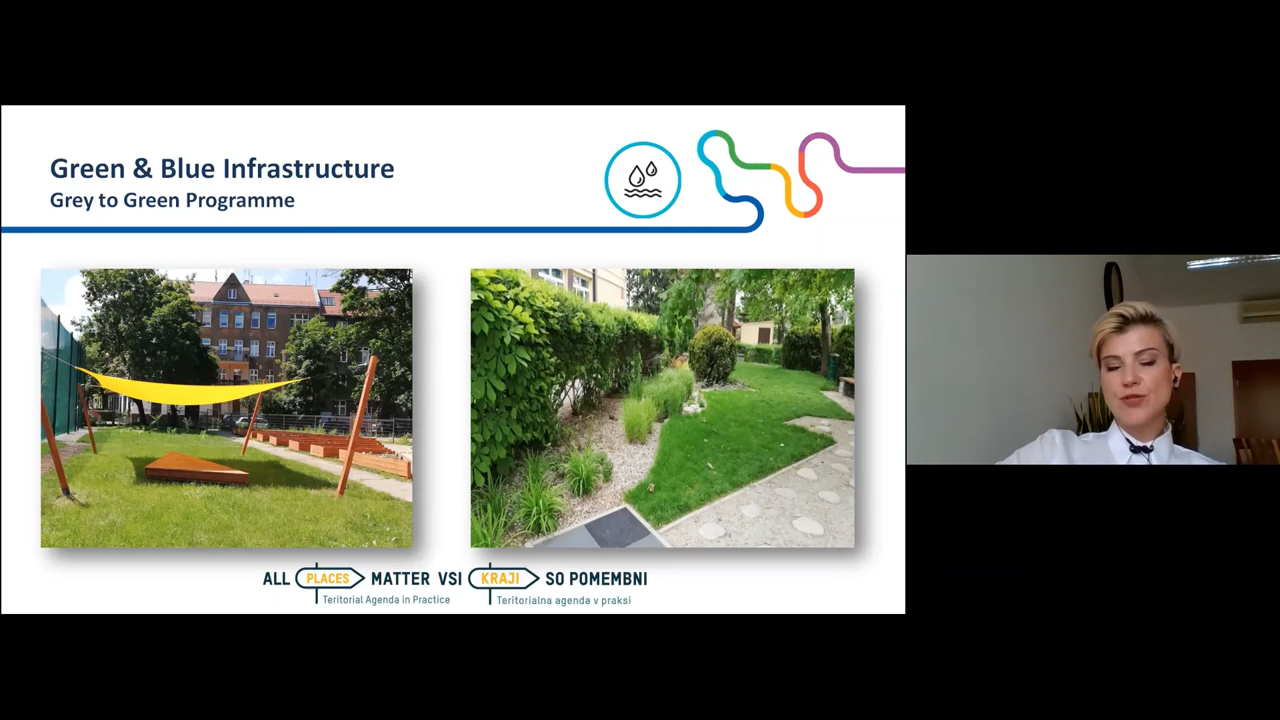 Green & Blue Infrastructure
Grey to Green Programme
ALL PLACES MATTER VSI KRAJI SO POMEMBNI
Territorial Agenda in Practice Teritorialna agenda v praksi